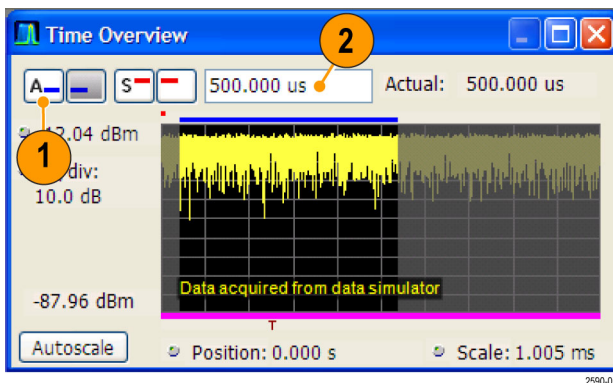 Time Overview
2
A
S
500.000 us
Actual: 500.000 us
12.04 dBm
1
div:
10.0 dB
Data acquired from data simulator
-87.96 dBm
T
Autoscale
Position: 0.000 s
Scale: 1.005 ms